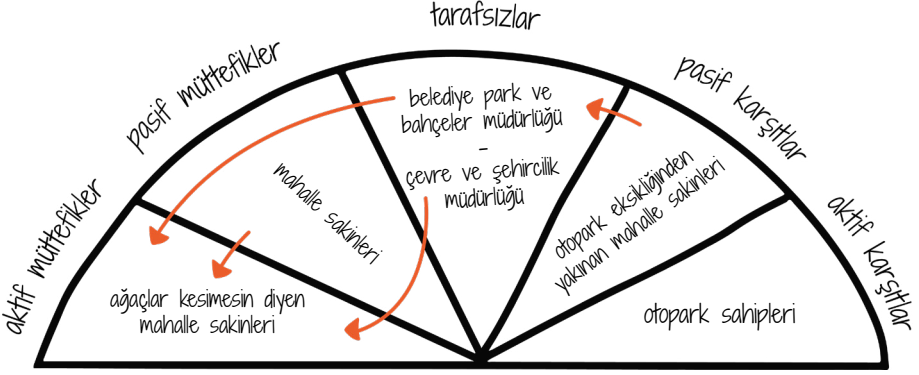 aktif müttefikler
pasif müttefikler
tarafsızlar
pasif karşıtlar
aktif karşıtlar
ağaçlar kesimesin diyen
mahalle sakinleri
mahalle sakinleri
belediye park ve
bahçeler müdürlüğü
-
çevre ve şehircilik
müdürlüğü
otopark eksikliğinden
yakınan mahalle sakinleri
otopark sahipleri